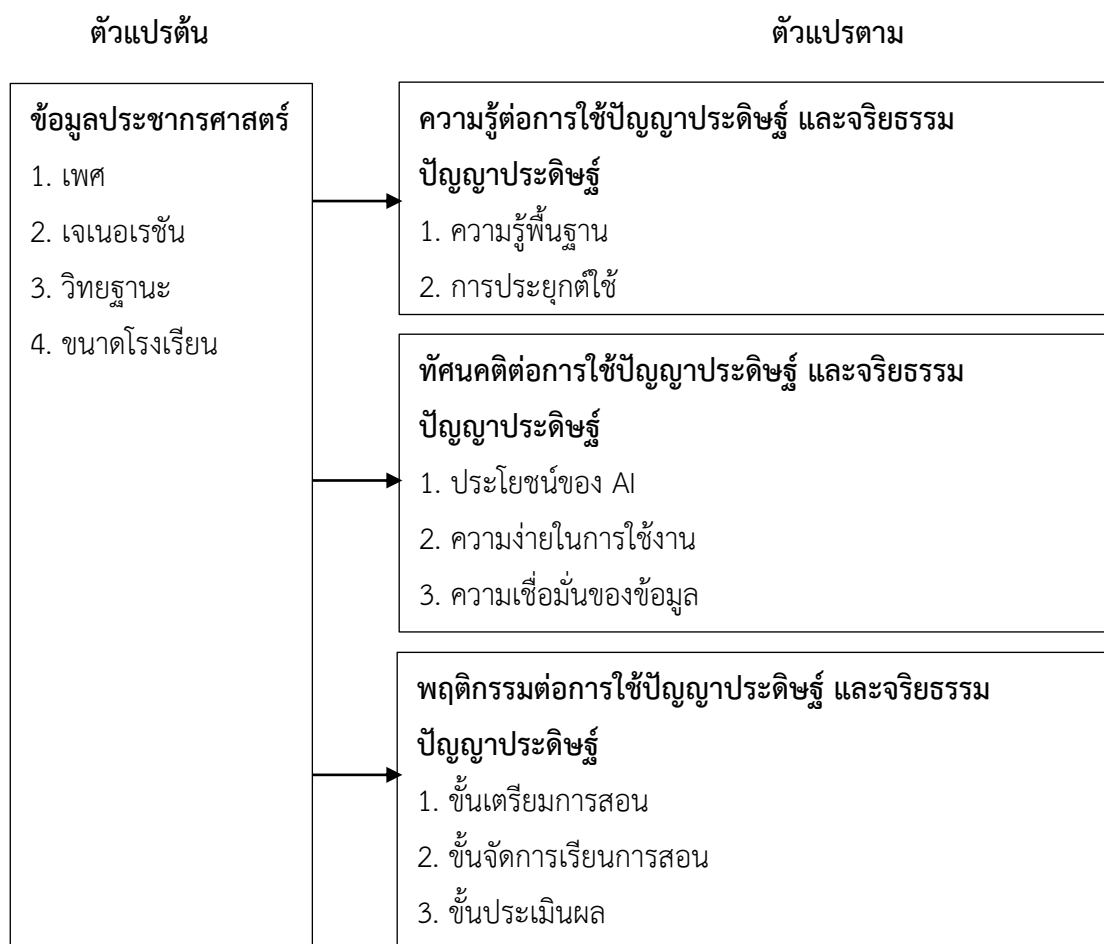 ตัวแปรต้น
ตัวแปรตาม
ข้อมูลประชากรศาสตร์
1. เพศ
2. เจเนอเรชัน
3. วิทยฐานะ
4. ขนาดโรงเรียน
ความรู้ต่อการใช้ปัญญาประดิษฐ์ และจริยธรรม
ปัญญาประดิษฐ์
1. ความรู้พื้นฐาน
2. การประยุกต์ใช้
ทัศนคติต่อการใช้ปัญญาประดิษฐ์ และจริยธรรม
ปัญญาประดิษฐ์
1. ประโยชน์ของ AI
2. ความง่ายในการใช้งาน
3. ความเชื่อมั่นของข้อมูล
พฤติกรรมต่อการใช้ปัญญาประดิษฐ์ และจริยธรรม
ปัญญาประดิษฐ์
1. ขั้นเตรียมการสอน
2. ขั้นจัดการเรียนการสอน
3. ขั้นประเมินผล